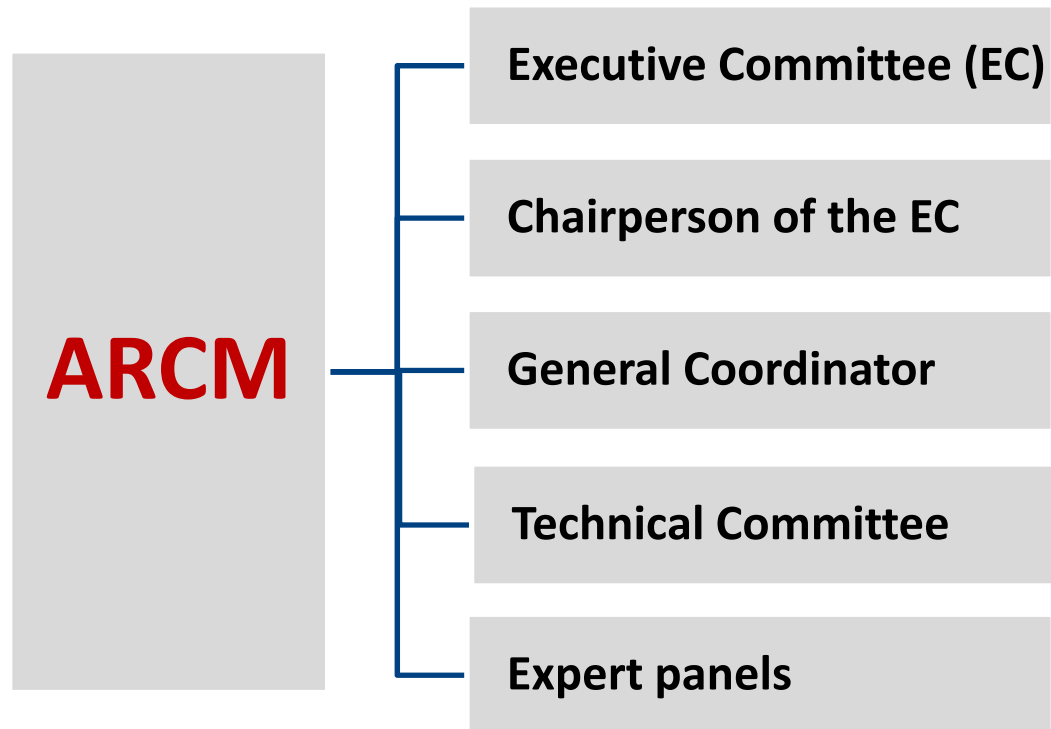 ARCM
Executive Committee (EC)
Chairperson of the EC
General Coordinator
Technical Committee
Expert panels